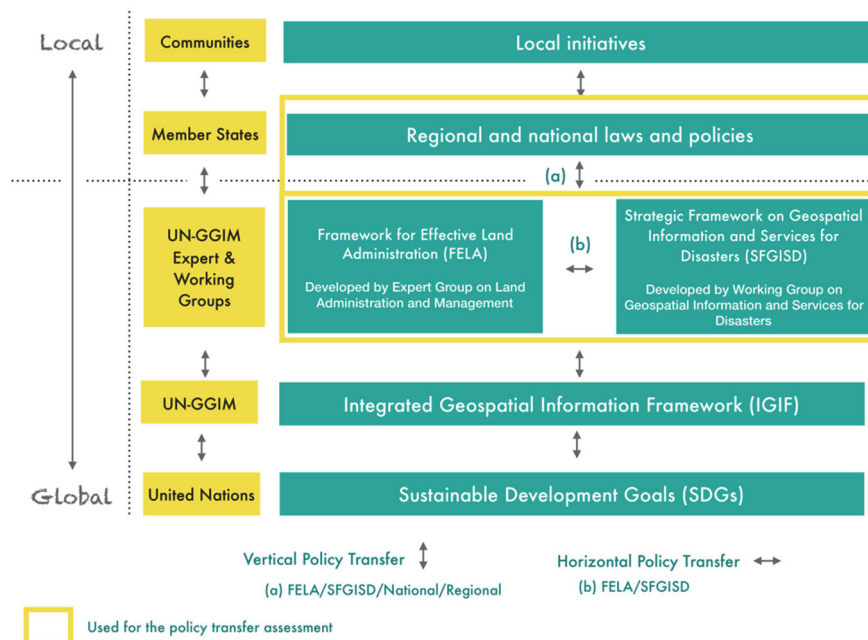 Local
Communities
Local initiatives
Member States
Regional and national laws and policies
(a)
UN-GGIM
Expert &
Working
Groups
Framework for Effective Land
Administration (FELA)
Developed by Expert Group on Land
Administration and Management
(b)
Strategic Framework on Geospatial
Information and Services for
Disasters (SFGISD)
Developed by Working Group on
Geospatial Information and Services for
Disasters
UN-GGIM
Integrated Geospatial Information Framework (IGIF)
Global
United Nations
Sustainable Development Goals (SDGs)
Vertical Policy Transfer
(a) FELA/SFGISD/National/Regional
Horizontal Policy Transfer
(b) FELA/SFGISD
Used for the policy transfer assessment